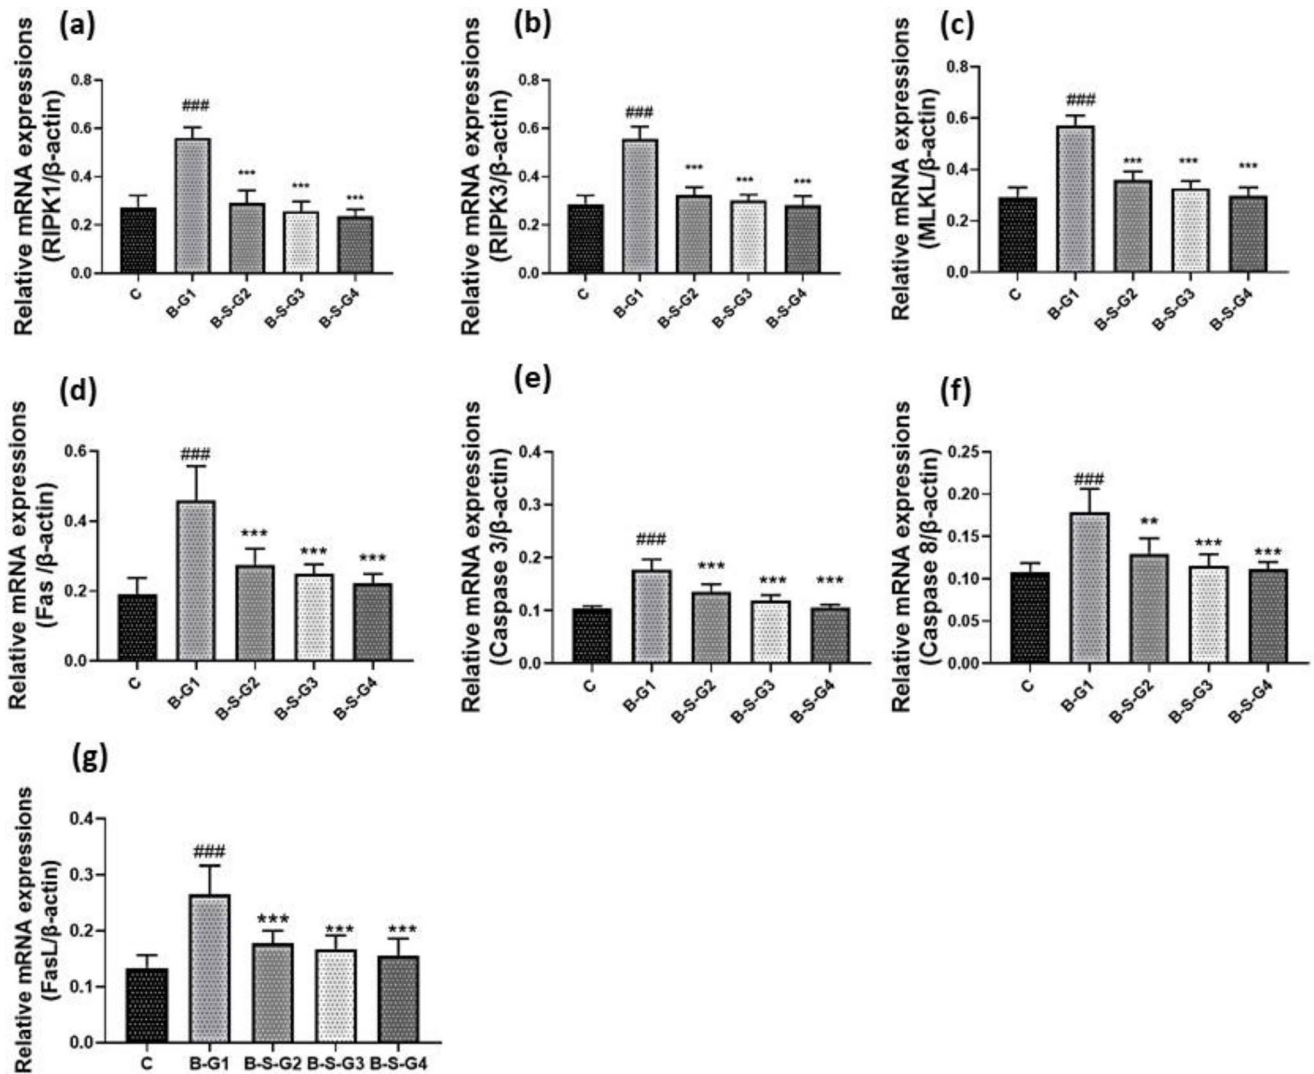 (a)
Relative mRNA expressions
(RIPK1/β-actin)
0.8
0.6
0.4
0.2
0.0
###
***
***
***
C
B-G1
B-S-G2
B-S-G3
B-S-G4
(b)
Relative mRNA expressions
(RIPK3/β-actin)
0.8
0.6
0.4
0.2
0.0
###
***
***
***
C
B-G1
B-S-G2
B-S-G3
B-S-G4
(c)
Relative mRNA expressions
(MLKL/β-actin)
0.8
0.6
0.4
0.2
0.0
###
***
***
***
C
B-G1
B-S-G2
B-S-G3
B-S-G4
(d)
Relative mRNA expressions
(Fas /β-actin)
0.6
0.4
0.2
0.0
###
***
***
***
C
B-G1
B-S-G2
B-S-G3
B-S-G4
(e)
Relative mRNA expressions
(Caspase 3/β-actin)
0.4
0.3
0.2
0.1
0.0
###
***
***
***
C
B-G1
B-S-G2
B-S-G3
B-S-G4
(f)
Relative mRNA expressions
(Caspase 8/β-actin)
0.25
0.20
0.15
0.10
0.05
0.00
###
**
***
***
C
B-G1
B-S-G2
B-S-G3
B-S-G4
(g)
Relative mRNA expressions
(FasL/β-actin)
0.4
0.3
0.2
0.1
0.0
###
***
***
***
C B-G1 B-S-G2 B-S-G3 B-S-G4